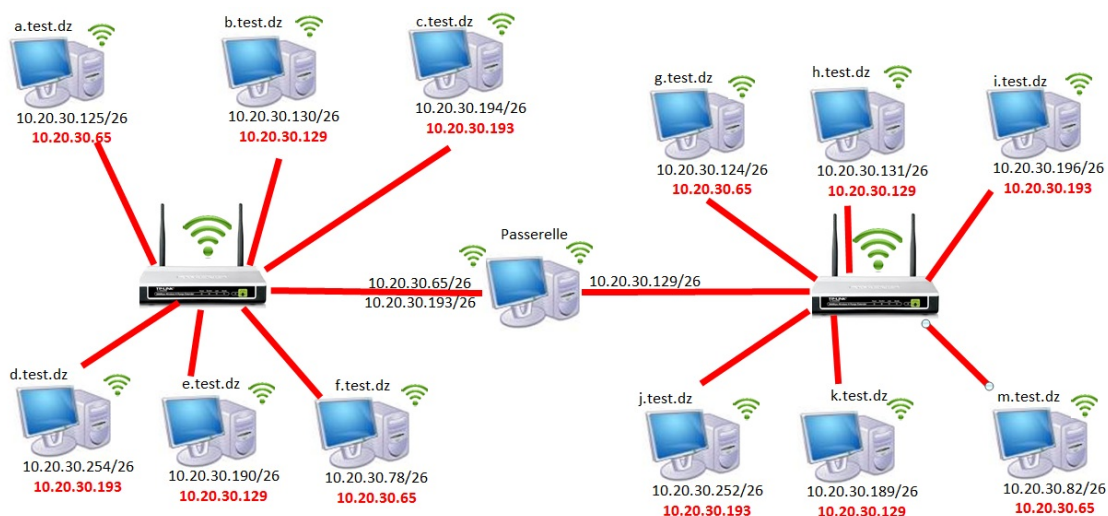 a.test.dz
10.20.30.125/26
10.20.30.65
b.test.dz
10.20.30.130/26
10.20.30.129
c.test.dz
10.20.30.194/26
10.20.30.193
g.test.dz
10.20.30.124/26
10.20.30.65
h.test.dz
10.20.30.131/26
10.20.30.129
i.test.dz
10.20.30.196/26
10.20.30.193
TP-LINK
Passerelle
10.20.30.65/26
10.20.30.193/26
10.20.30.129/26
TP-LINK
d.test.dz
10.20.30.254/26
10.20.30.193
e.test.dz
10.20.30.190/26
10.20.30.129
f.test.dz
10.20.30.78/26
10.20.30.65
j.test.dz
10.20.30.252/26
10.20.30.193
k.test.dz
10.20.30.189/26
10.20.30.129
m.test.dz
10.20.30.82/26
10.20.30.65